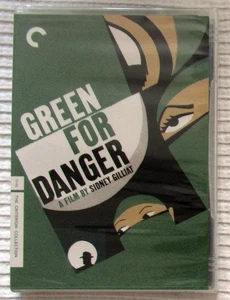 GREEN
FOR
DANGER
A FILM BY SIDNEY GILLIAT
THE CRITERION COLLECTION